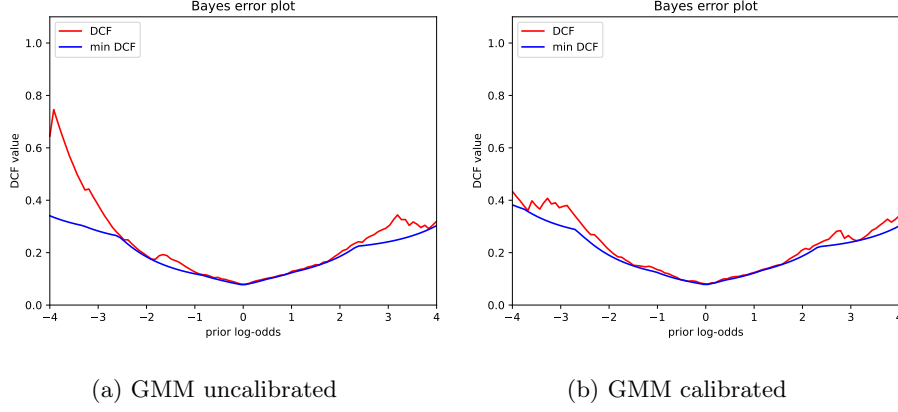 Bayes error plot
DCF
min DCF
1.0
0.8
0.6
0.4
0.2
0.0
DCF value
−4 −3 −2 −1 0 1 2 3 4
prior log-odds
(a) GMM uncalibrated
Bayes error plot
DCF
min DCF
1.0
0.8
0.6
0.4
0.2
0.0
DCF value
−4 −3 −2 −1 0 1 2 3 4
prior log-odds
(b) GMM calibrated